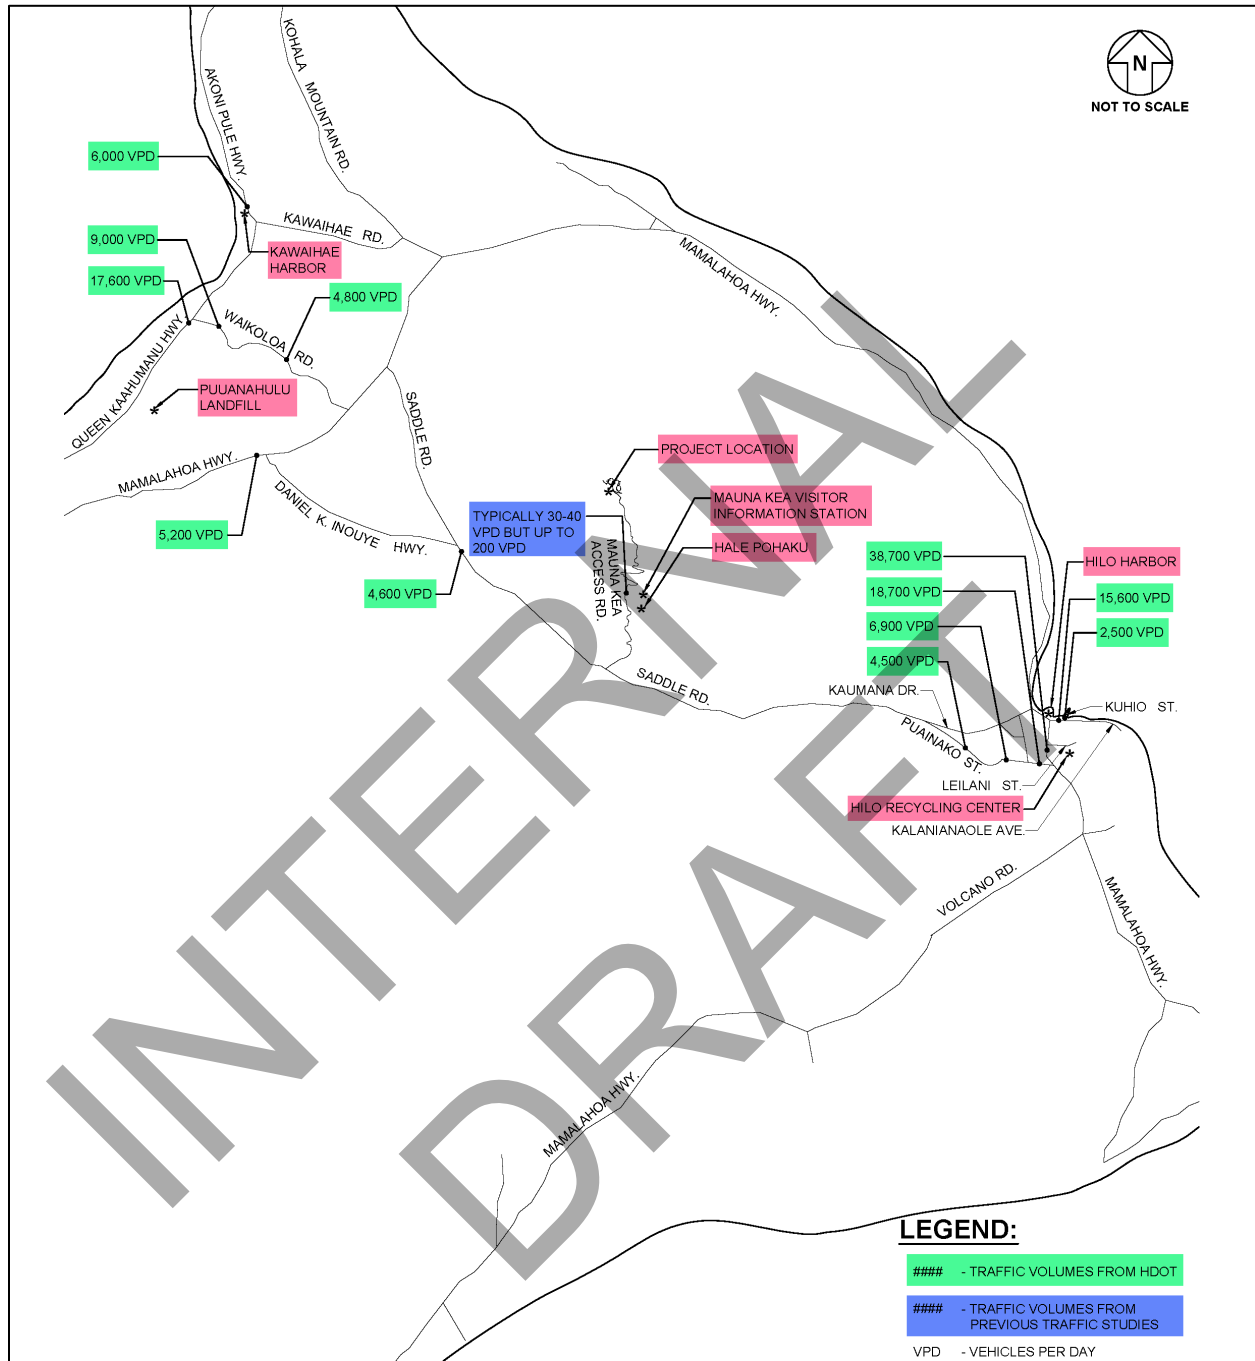 N
NOT TO SCALE
AKONI PULE HWY.
KOHALA MOUNTAIN RD.
6,000 VPD
KAWAIHAE RD.
9,000 VPD
KAWAIHAE
HARBOR
17,600 VPD
4,800 VPD
WAIKOLOA RD.
MAMALAHOA HWY.
QUEEN KAAHUMANU HWY.
PUUANAHULU
LANDFILL
SADDLE RD.
MAMALAHOA HWY.
DANIEL K. INOUYE HWY.
5,200 VPD
4,600 VPD
PROJECT LOCATION
MAUNA KEA VISITOR
INFORMATION STATION
HALE POHAKU
TYPICALLY 30-40
VPD BUT UP TO
200 VPD
MAUNA KEA
ACCESS RD.
SADDLE RD.
38,700 VPD
18,700 VPD
6,900 VPD
4,500 VPD
HILO HARBOR
15,600 VPD
2,500 VPD
KAUMANA DR.
KUHIO ST.
PUAINAKO ST.
LEILANI ST.
HILO RECYCLING CENTER
KALANIANAOLE AVE.
VOLCANO RD.
MAMALAHOA HWY.
MAMALAHOA HWY.
INTERNAL
DRAFT
LEGEND:
#### - TRAFFIC VOLUMES FROM HDOT
#### - TRAFFIC VOLUMES FROM
PREVIOUS TRAFFIC STUDIES
VPD - VEHICLES PER DAY